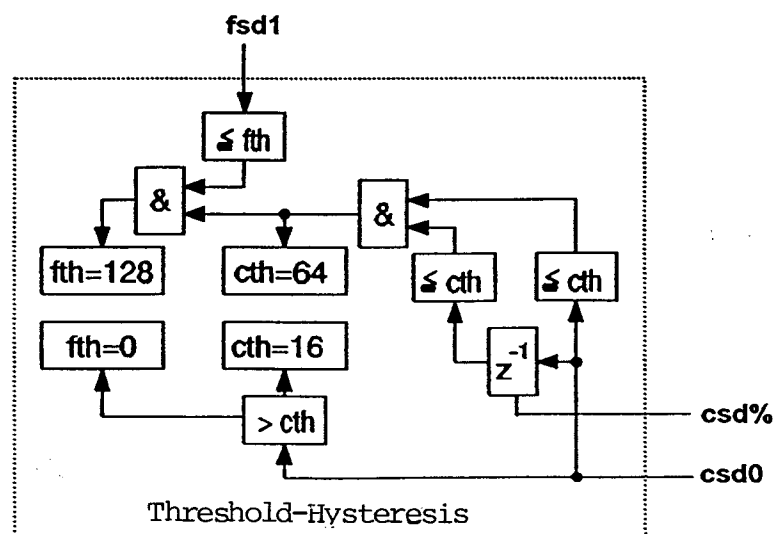 fsd1
≦ fth
&
&
fth=128
cth=64
≦ cth
≦ cth
fth=0
cth=16
z-1
> cth
csd%
csd0
Threshold-Hysteresis